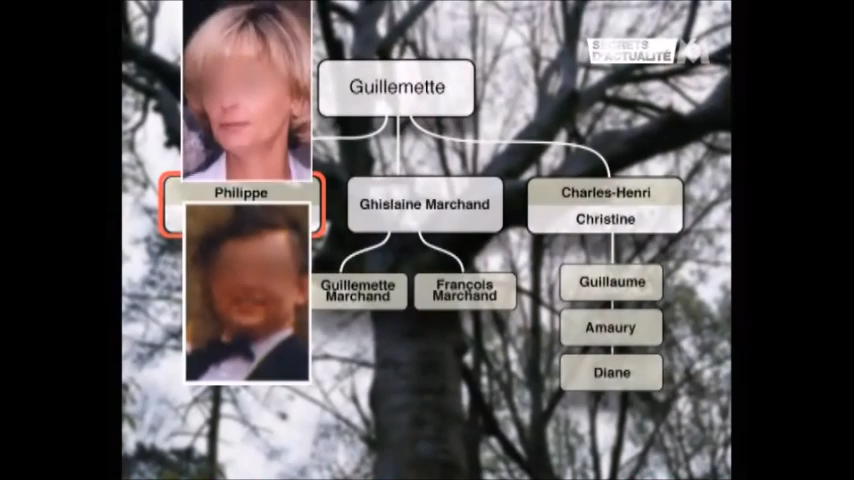 SECRETS
D'ACTUALITÉ
Guillemette
Philippe
Ghislaine Marchand
Charles-Henri
Christine
Guillemette
Marchand
François
Marchand
Guillaume
Amaury
Diane